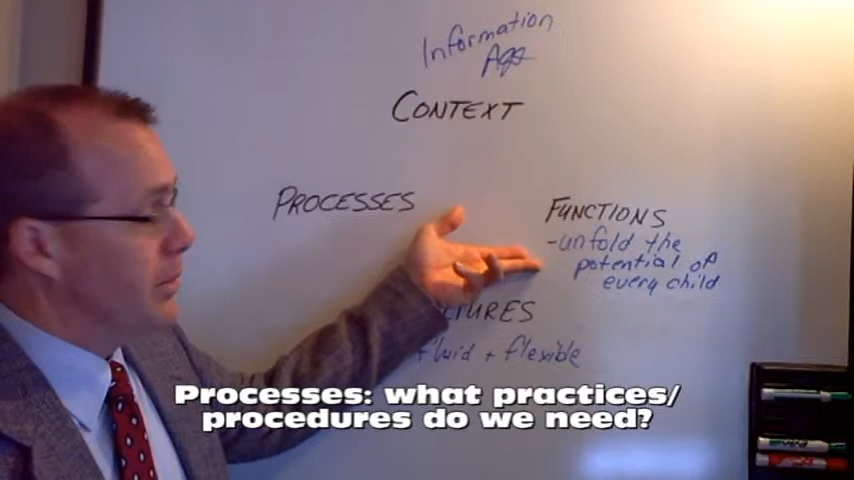 Information
Age
CONTEXT
PROCESSES
FUNCTIONS
-unfold the
potential of
every child
TURES
fluid + flexible
Processes: what practices/
procedures do we need?